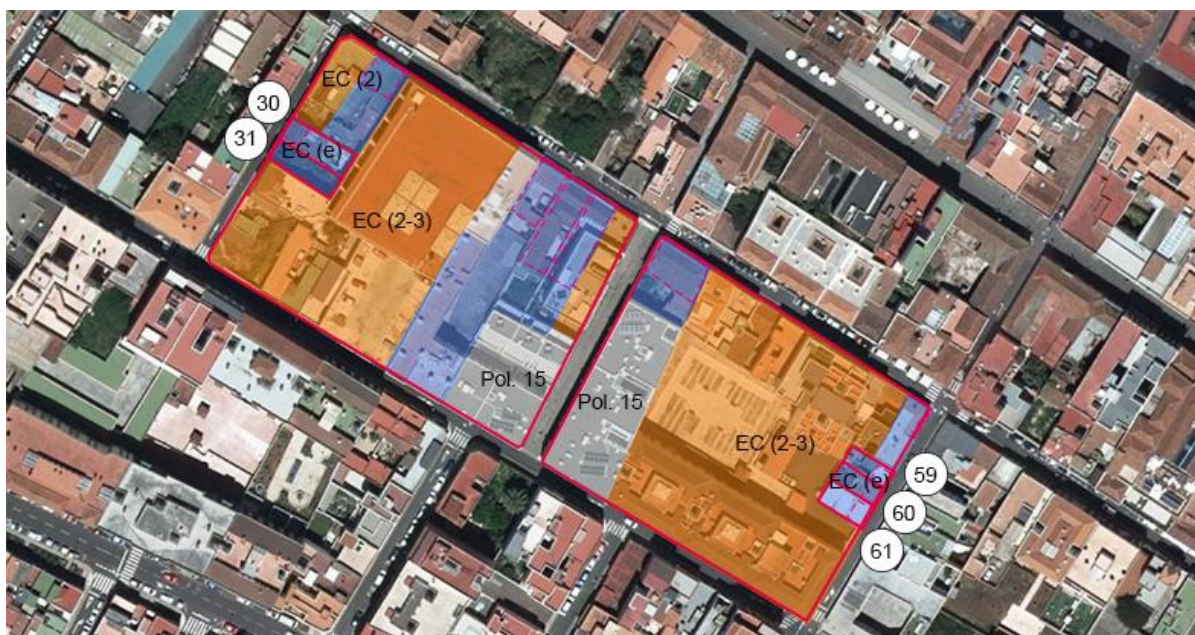 EC (2)
30
31
EC (e)
EC (2-3)
Pol. 15
Pol. 15
EC (2-3)
EC (e)
59
60
61